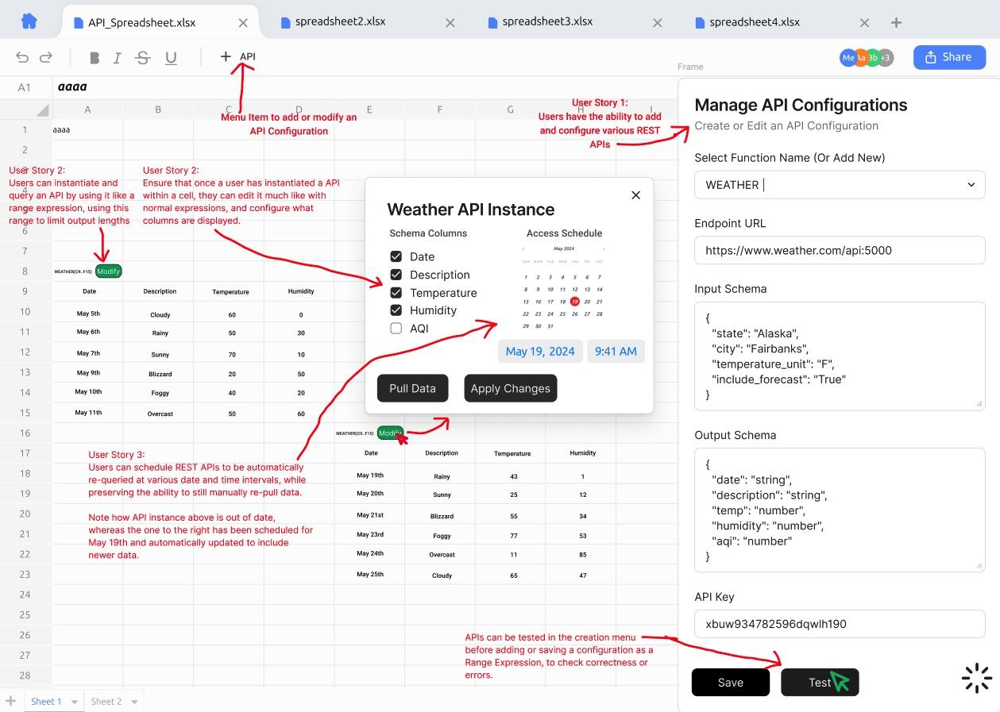 API_Spreadsheet.xlsx
spreadsheet2.xlsx
spreadsheet3.xlsx
spreadsheet4.xlsx
B I S U
+ API
Me Aa Bb +3
Share
Frame
A1
aaaa
A B C D E F G H I
1
aaaa
2
3
4
5
6
7
8
9
10
11
12
13
14
15
16
17
18
19
20
21
22
23
24
25
26
27
28
Menu Item to add or modify an
API Configuration
User Story 1:
Users have the ability to add
and configure various REST
APIs
User Story 2:
Users can instantiate and
query an API by using it like a
range expression, using this
range to limit output lengths
User Story 2:
Ensure that once a user has instantiated a API
within a cell, they can edit it much like with
normal expressions, and configure what
columns are displayed.
WEATHER(C9..F15) Modify
Date Description Temperature Humidity
May 5th Cloudy 60 0
May 6th Rainy 50 30
May 7th Sunny 70 10
May 9th Blizzard 20 50
May 10th Foggy 40 20
May 11th Overcast 50 60
Weather API Instance
Schema Columns
Date
Description
Temperature
Humidity
AQI
Access Schedule
May 2024
SUN MON TUE WED THU FRI SAT
1 2 3 4 5 6 7
8 9 10 11 12 13 14
15 16 17 18 19 20 21
22 23 24 25 26 27 28
29 30 31
May 19, 2024 9:41 AM
Pull Data Apply Changes
WEATHER(C9..F15) Modify
Date Description Temperature Humidity
May 19th Rainy 43 1
May 20th Sunny 25 12
May 21st Blizzard 55 34
May 23rd Foggy 77 53
May 24th Overcast 11 85
May 25th Cloudy 65 47
User Story 3:
Users can schedule REST APIs to be automatically
re-queried at various date and time intervals, while
preserving the ability to still manually re-pull data.
Note how API instance above is out of date,
whereas the one to the right has been scheduled for
May 19th and automatically updated to include
newer data.
APIs can be tested in the creation menu
before adding or saving a configuration as a
Range Expression, to check correctness or
errors.
Sheet 1
Sheet 2
Manage API Configurations
Create or Edit an API Configuration
Select Function Name (Or Add New)
WEATHER |
Endpoint URL
https://www.weather.com/api:5000
Input Schema
{
"state": "Alaska",
"city": "Fairbanks",
"temperature_unit": "F",
"include_forecast": "True"
}
Output Schema
{
"date": "string",
"description": "string",
"temp": "number",
"humidity": "number",
"aqi": "number"
}
API Key
xbuw934782596dqwlh190
Save Test